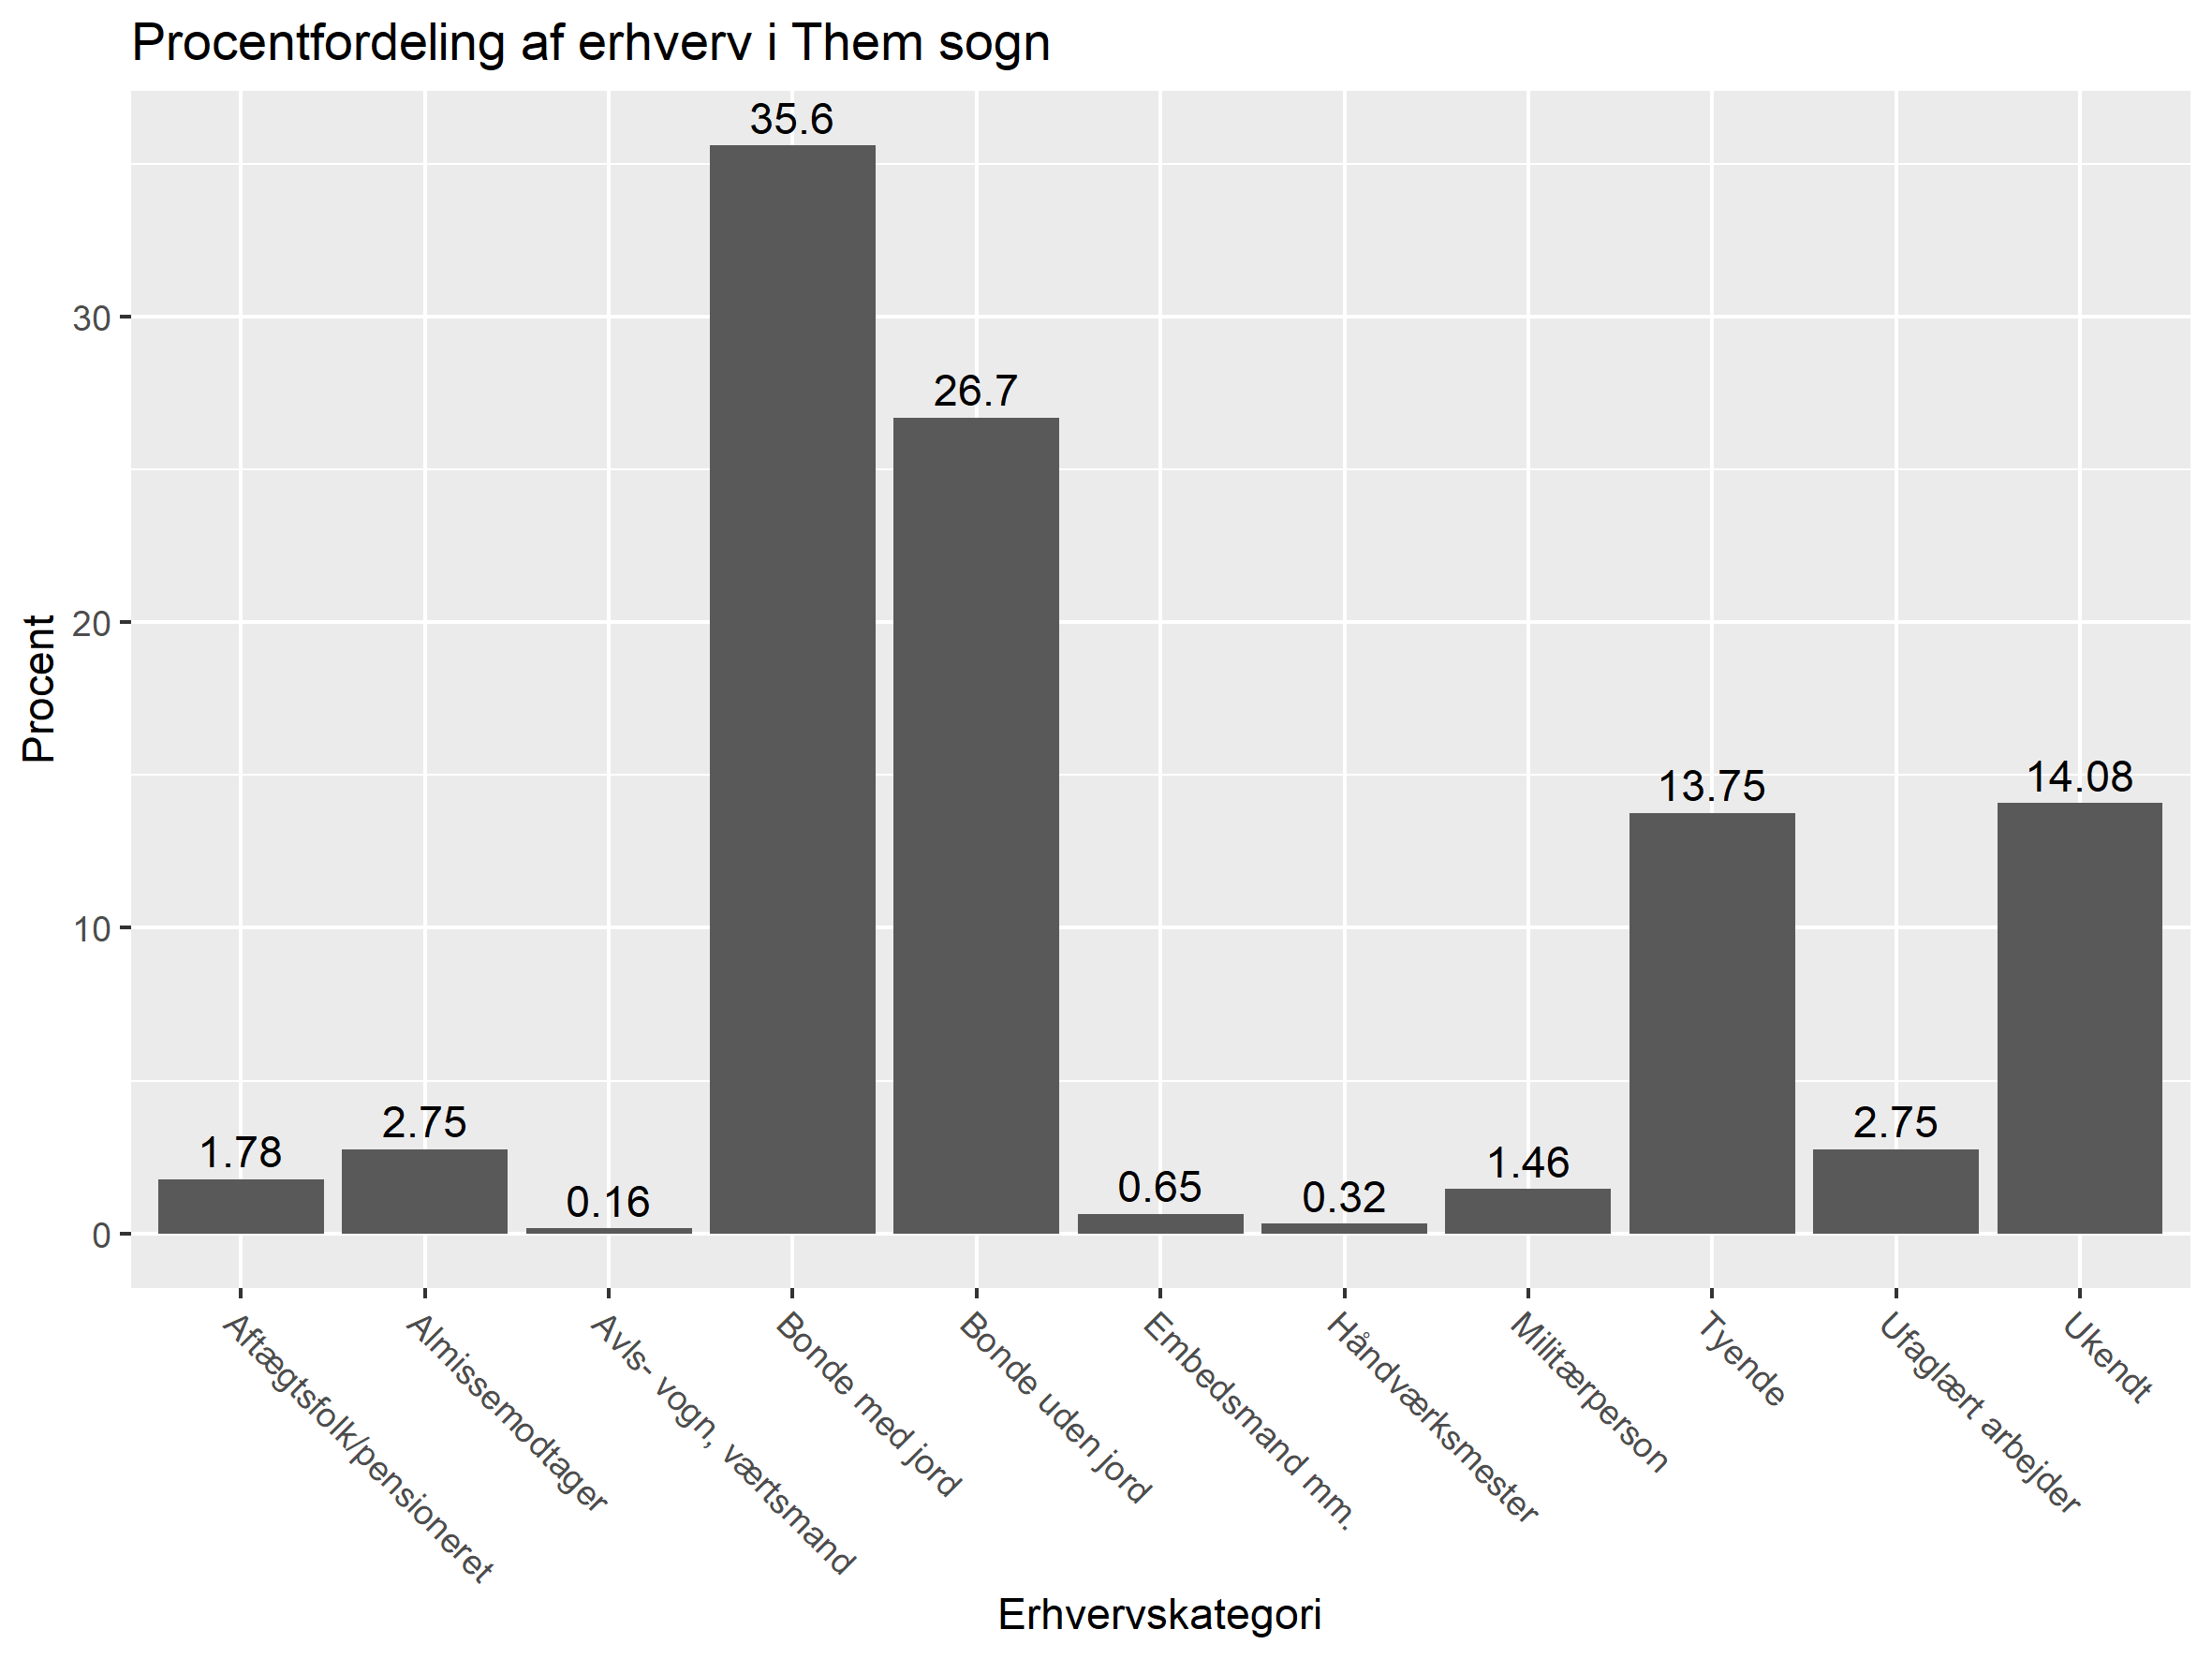 Procentfordeling af erhverv i Them sogn
Procent
30
20
10
0
1.78
2.75
0.16
35.6
26.7
0.65
0.32
1.46
13.75
2.75
14.08
Aftægtsfolk/pensioneret
Almissemodtager
Avls- vogn, værtsmand
Bonde med jord
Bonde uden jord
Embedsmand mm.
Håndværksmester
Militærperson
Tyende
Ufaglært arbejder
Ukendt
Erhvervskategori